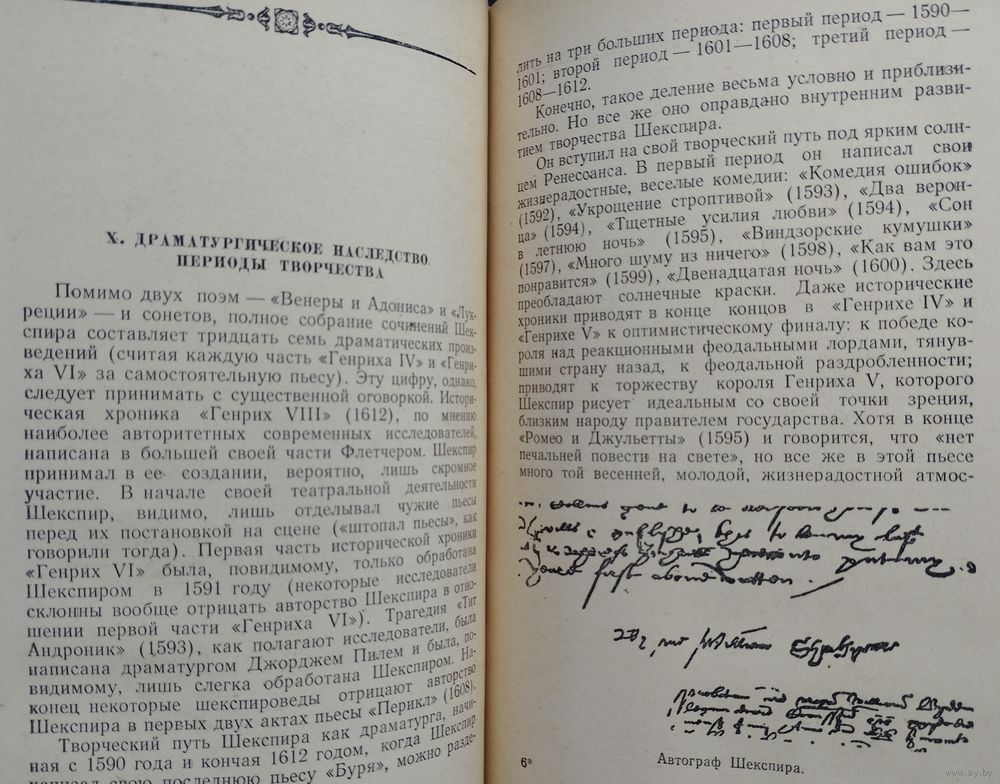 X. ДРАМАТУРГИЧЕСКОЕ НАСЛЕДСТВО.
ПЕРИОДЫ ТВОРЧЕСТВА
Помимо двух поэм — «Венеры и Адониса» и «Лук-
реции» — и сонетов, полное собрание сочинений Шек-
спира составляет тридцать семь драматических произ-
ведений (считая каждую часть «Генриха IV» и «Генри-
ха VI» за самостоятельную пьесу). Эту цифру, однако,
следует принимать с существенной оговоркой. Истори-
ческая хроника «Генрих VIII» (1612), по мнению
наиболее авторитетных современных исследователей,
написана в большей своей части Флетчером. Шекспир
принимал в ее создании, вероятно, лишь скромное
участие. В начале своей театральной деятельности
Шекспир, видимо, лишь отделывал чужие пьесы
перед их постановкой на сцене («штопал пьесы», как
говорили тогда). Первая часть исторической хроники
«Генрих VI» была, повидимому, только обработана
Шекспиром в 1591 году (некоторые исследователи
склонны вообще отрицать авторство Шекспира в отно-
шении первой части «Генриха VI»). Трагедия «Тит
Андроник» (1593), как полагают исследователи, была
написана драматургом Джорджем Пилем и была, по-
видимому, лишь слегка обработана Шекспиром. На-
конец некоторые шекспироведы отрицают авторство
Шекспира в первых двух актах пьесы «Перикл» (1608).
Творческий путь Шекспира как драматурга, начи-
ная с 1590 года и кончая 1612 годом, когда Шекспир
написал свою последнюю пьесу «Буря», можно разде-
лить на три больших периода: первый период — 1590—
1601; второй период — 1601—1608; третий период —
1608—1612.
Конечно, такое деление весьма условно и приблизи-
тельно. Но все же оно оправдано внутренним разви-
тием творчества Шекспира.
Он вступил на свой творческий путь под ярким солн-
цем Ренессанса. В первый период он написал свои
жизнерадостные, веселые комедии: «Комедия ошибок»
(1592), «Укрощение строптивой» (1593), «Два верон-
ца» (1594), «Тщетные усилия любви» (1594), «Сон
в летнюю ночь» (1595), «Виндзорские кумушки»
(1597), «Много шуму из ничего» (1598), «Как вам это
понравится» (1599), «Двенадцатая ночь» (1600). Здесь
преобладают солнечные краски. Даже исторические
хроники приводят в конце концов в «Генрихе IV» и
«Генрихе V» к оптимистическому финалу: к победе ко-
роля над реакционными феодальными лордами, тянув-
шими страну назад, к феодальной раздробленности;
приводят к торжеству короля Генриха V, которого
Шекспир рисует идеальным со своей точки зрения,
близким народу правителем государства. Хотя в конце
«Ромео и Джульетты» (1595) и говорится, что «нет
печальней повести на свете», но все же в этой пьесе
много той весенней, молодой, жизнерадостной атмос-
6*
Автограф Шекспира.
www.ay.by